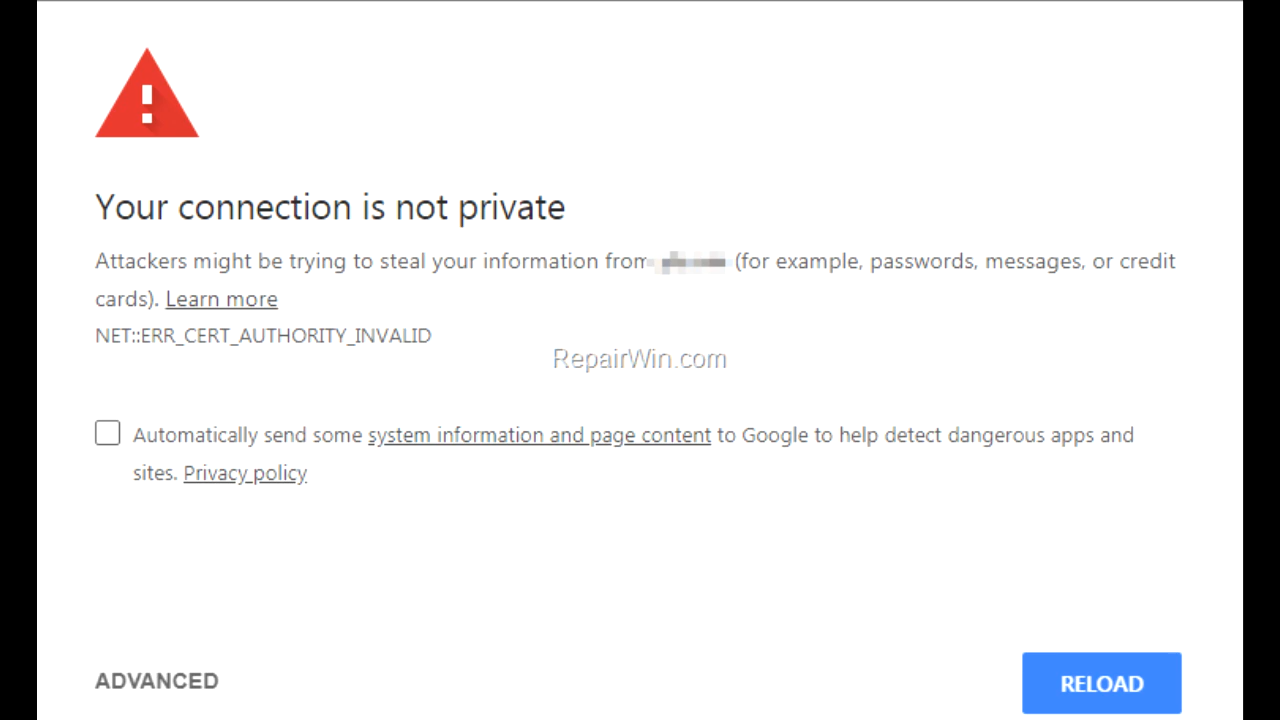 Your connection is not private
Attackers might be trying to steal your information from (for example, passwords, messages, or credit
cards). Learn more
NET::ERR_CERT_AUTHORITY_INVALID
RepairWin.com
Automatically send some system information and page content to Google to help detect dangerous apps and
sites. Privacy policy
ADVANCED
RELOAD